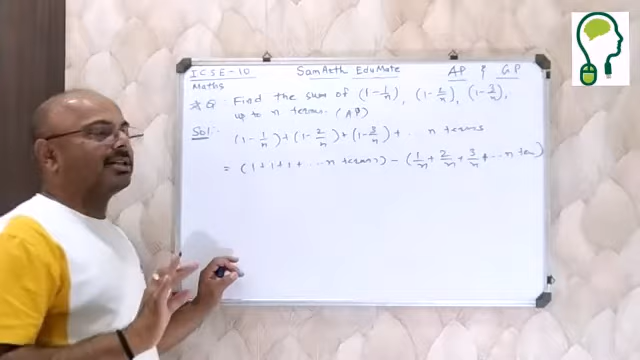 ICSE-10 SamArth EduMate AP & GP
Maths
*Q: Find the sum of (1-1/n), (1-2/n), (1-3/n),
up to n terms. (AP)
Sol: (1-1/n)+(1-2/n)+(1-3/n)+... n terms
= (1+1+1+...n terms) - (1/n+2/n+3/n+...n ter)